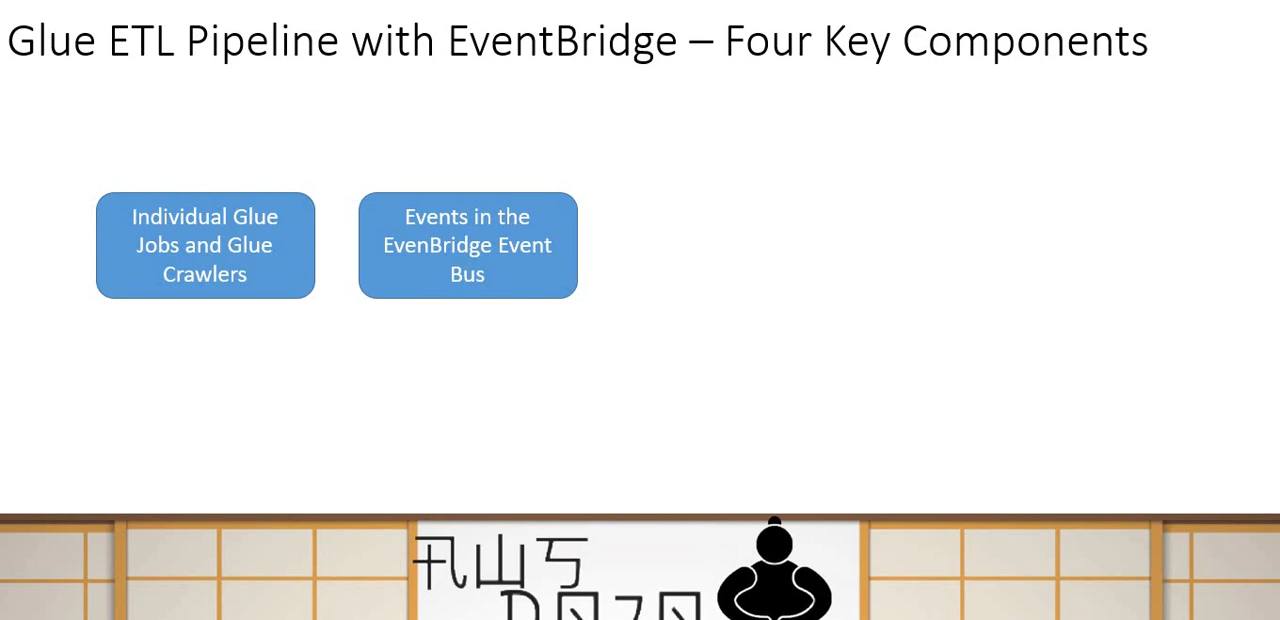 Glue ETL Pipeline with EventBridge – Four Key Components
Individual Glue
Jobs and Glue
Crawlers
Events in the
EvenBridge Event
Bus